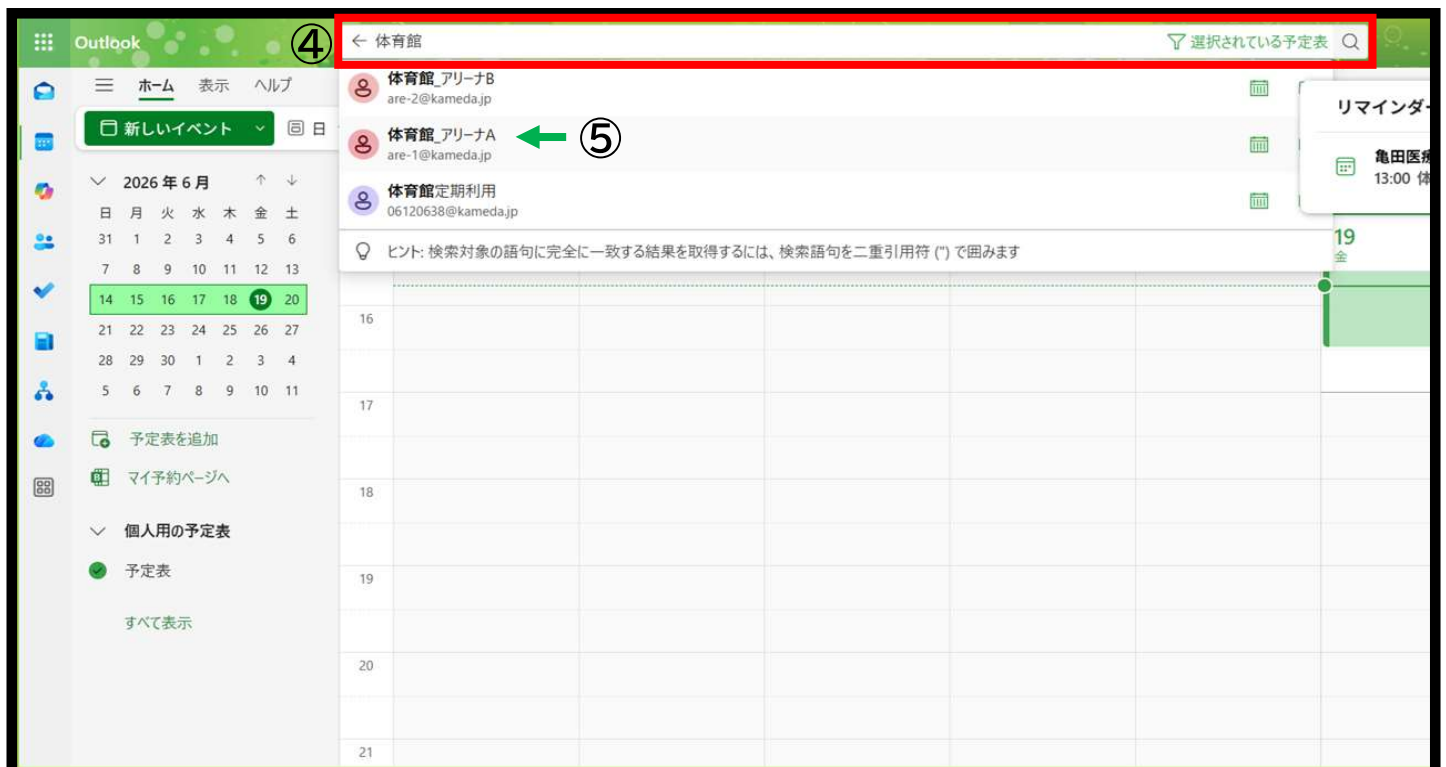 Outlook
④
体育館
選択されている予定表
ホーム 表示 ヘルプ
新しいイベント
日
体育館_アリーナB
are-2@kameda.jp
体育館_アリーナA
are-1@kameda.jp
⑤
体育館定期利用
06120638@kameda.jp
ヒント: 検索対象の語句に完全に一致する結果を取得するには、検索語句を二重引用符 (") で囲みます
リマインダー
亀田医療
13:00 体
2026 年 6 月
日 月 火 水 木 金 土
31 1 2 3 4 5 6
7 8 9 10 11 12 13
14 15 16 17 18 19 20
21 22 23 24 25 26 27
28 29 30 1 2 3 4
5 6 7 8 9 10 11
予定表を追加
マイ予約ページへ
個人用の予定表
予定表
すべて表示
19
金
16
17
18
19
20
21